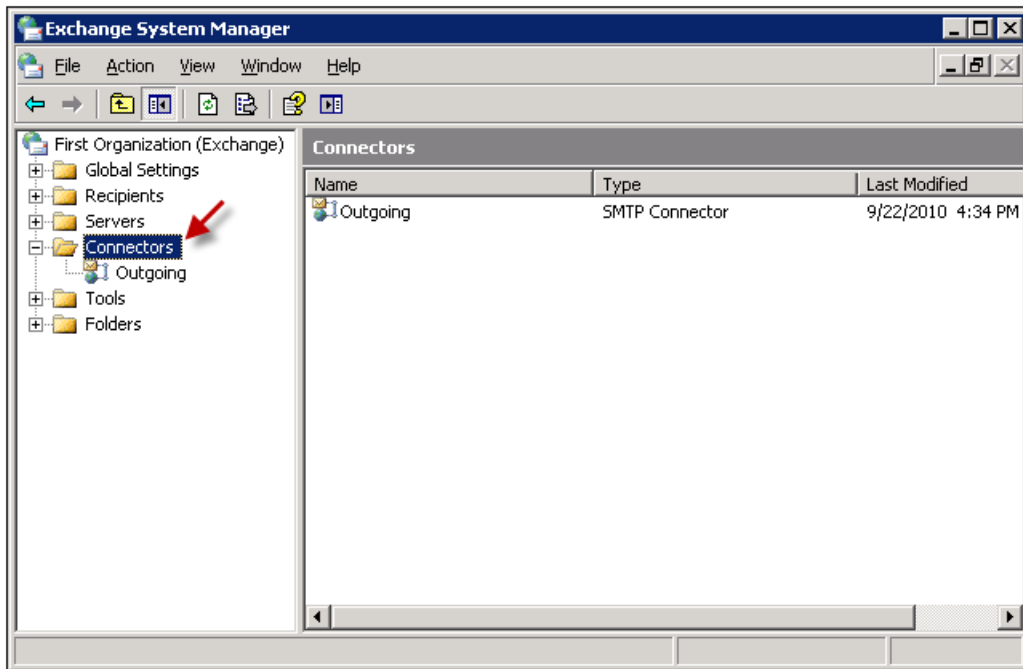 Exchange System Manager
File Action View Window Help
First Organization (Exchange)
Global Settings
Recipients
Servers
Connectors
Outgoing
Tools
Folders
Connectors
Name Type Last Modified
Outgoing SMTP Connector 9/22/2010 4:34 PM